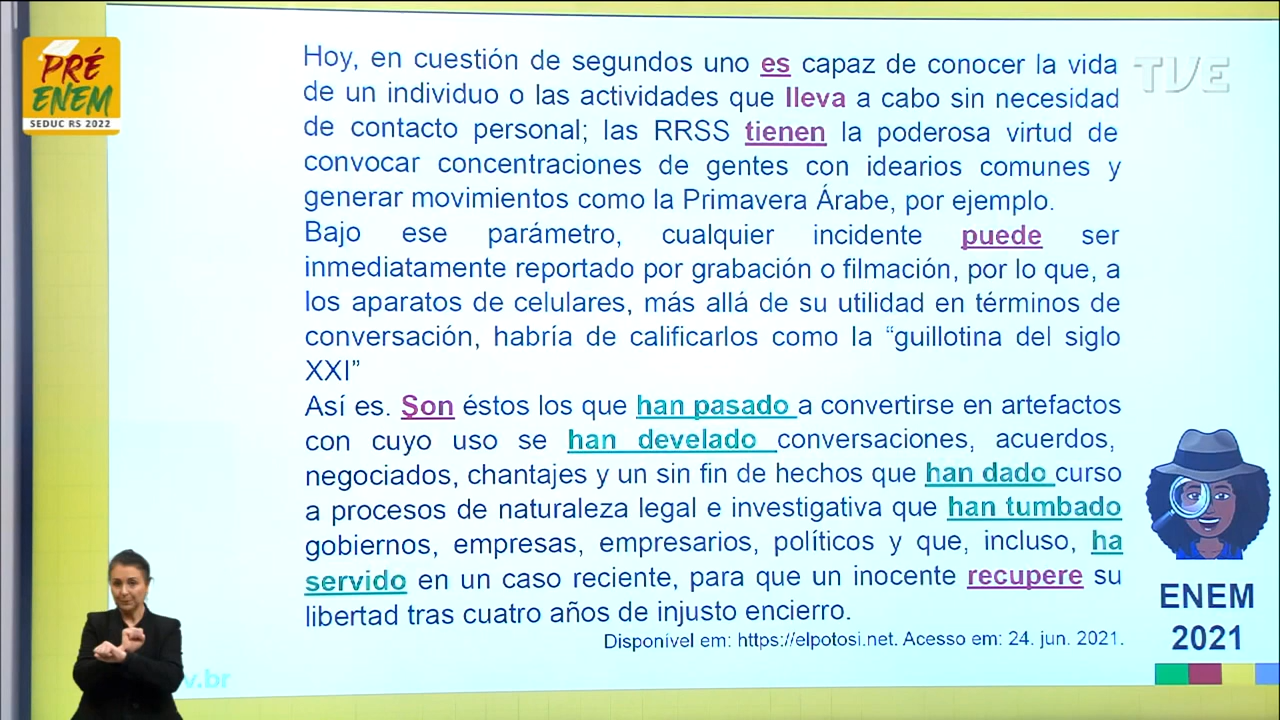 PRÉ
ENEM
SEDUC RS 2022
TVE
Hoy, en cuestión de segundos uno es capaz de conocer la vida
de un individuo o las actividades que lleva a cabo sin necesidad
de contacto personal; las RRSS tienen la poderosa virtud de
convocar concentraciones de gentes con idearios comunes y
generar movimientos como la Primavera Árabe, por ejemplo.
Bajo ese parámetro, cualquier incidente puede ser
inmediatamente reportado por grabación o filmación, por lo que, a
los aparatos de celulares, más allá de su utilidad en términos de
conversación, habría de calificarlos como la “guillotina del siglo
XXI”
Así es. Son éstos los que han pasado a convertirse en artefactos
con cuyo uso se han develado conversaciones, acuerdos,
negociados, chantajes y un sin fin de hechos que han dado curso
a procesos de naturaleza legal e investigativa que han tumbado
gobiernos, empresas, empresarios, políticos y que, incluso, ha
servido en un caso reciente, para que un inocente recupere su
libertad tras cuatro años de injusto encierro.
Disponível em: https://elpotosi.net. Acesso em: 24. jun. 2021.
ENEM
2021
v.br